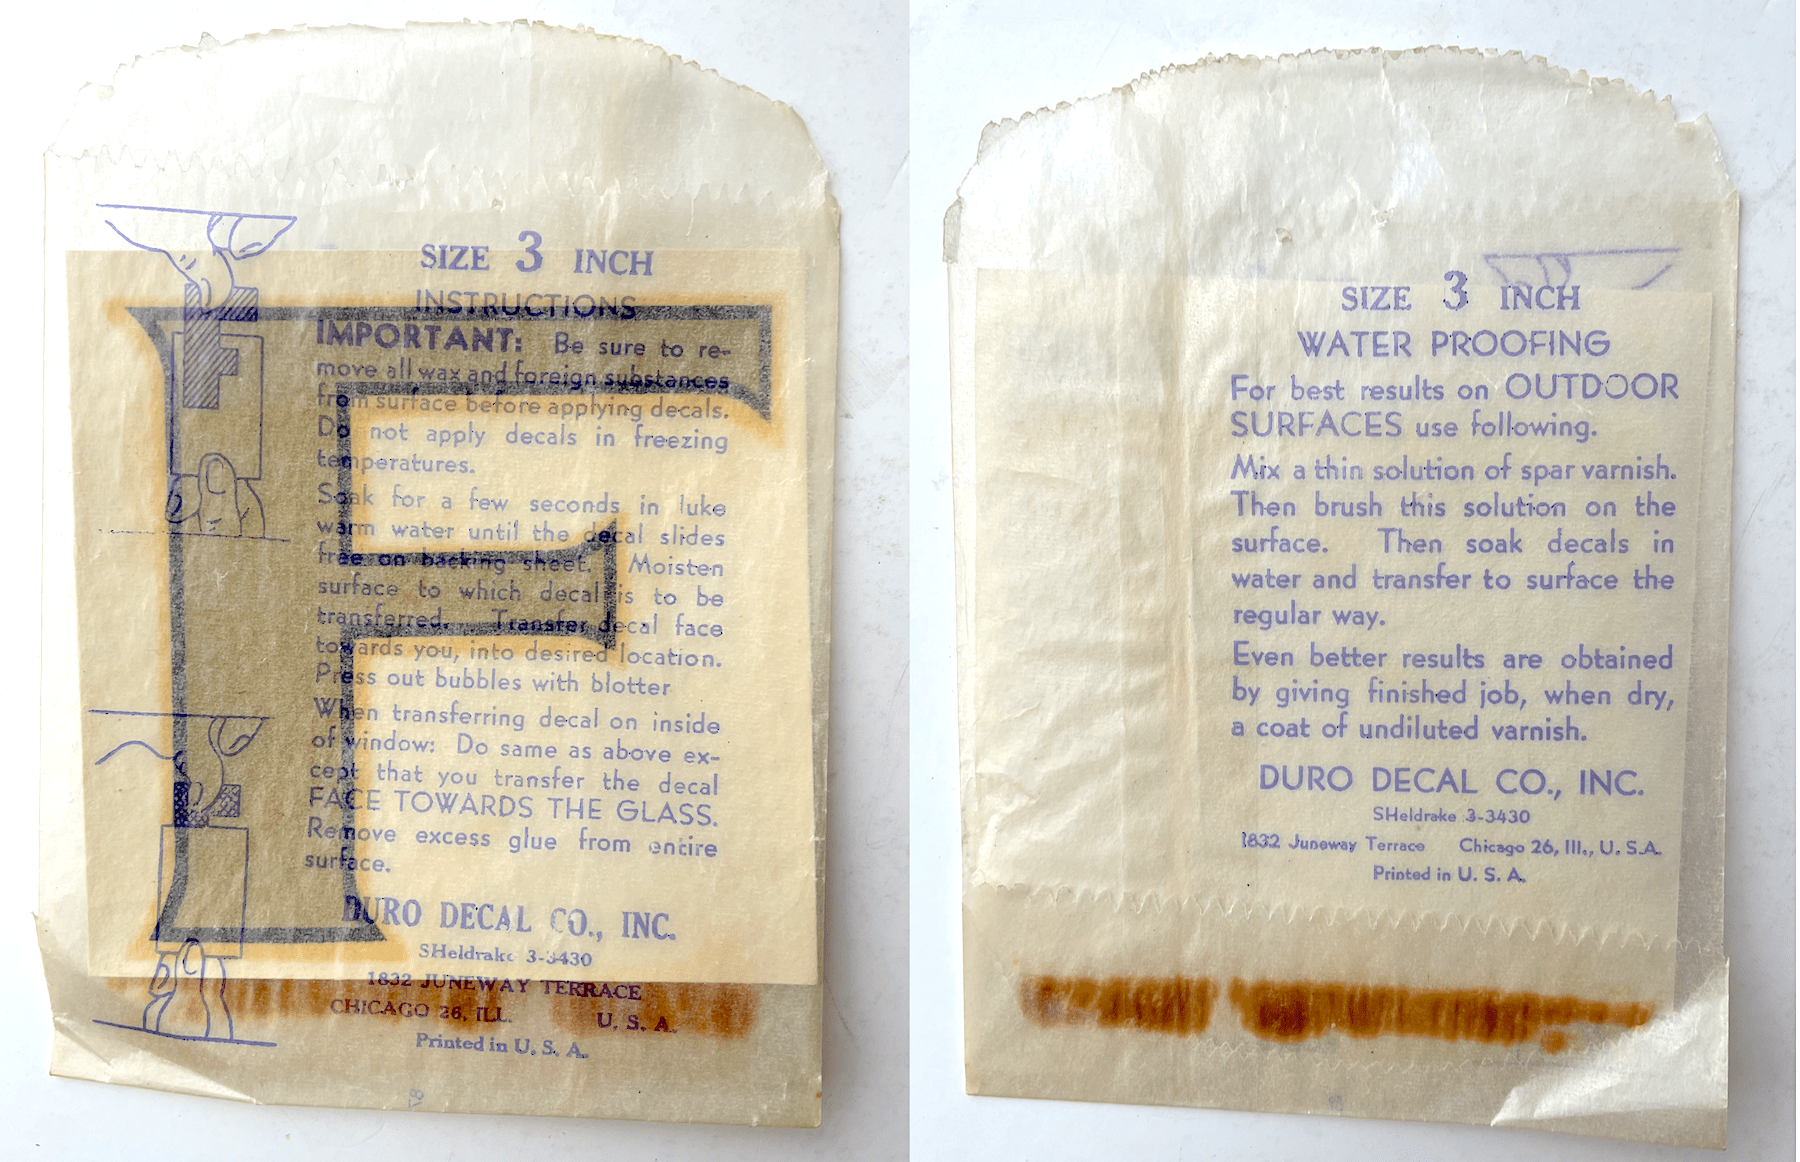 SIZE 3 INCH
INSTRUCTIONS
IMPORTANT: Be sure to re-
move all wax and foreign substances
from surface before applying decals.
Do not apply decals in freezing
temperatures.
Soak for a few seconds in luke
warm water until the decal slides
free on backing sheet. Moisten
surface to which decal is to be
transferred. Transfer decal face
towards you, into desired location.
Press out bubbles with blotter
When transferring decal on inside
of window: Do same as above ex-
cept that you transfer the decal
FACE TOWARDS THE GLASS.
Remove excess glue from entire
surface.
DURO DECAL CO., INC.
SHeldrake 3-3430
1832 JUNEWAY TERRACE
CHICAGO 26, ILL. U. S. A.
Printed in U. S. A.
F
SIZE 3 INCH
WATER PROOFING
For best results on OUTDOOR
SURFACES use following.
Mix a thin solution of spar varnish.
Then brush this solution on the
surface. Then soak decals in
water and transfer to surface the
regular way.
Even better results are obtained
by giving finished job, when dry,
a coat of undiluted varnish.
DURO DECAL CO., INC.
SHeldrake 3-3430
1832 Juneway Terrace Chicago 26, Ill., U. S. A.
Printed in U. S. A.